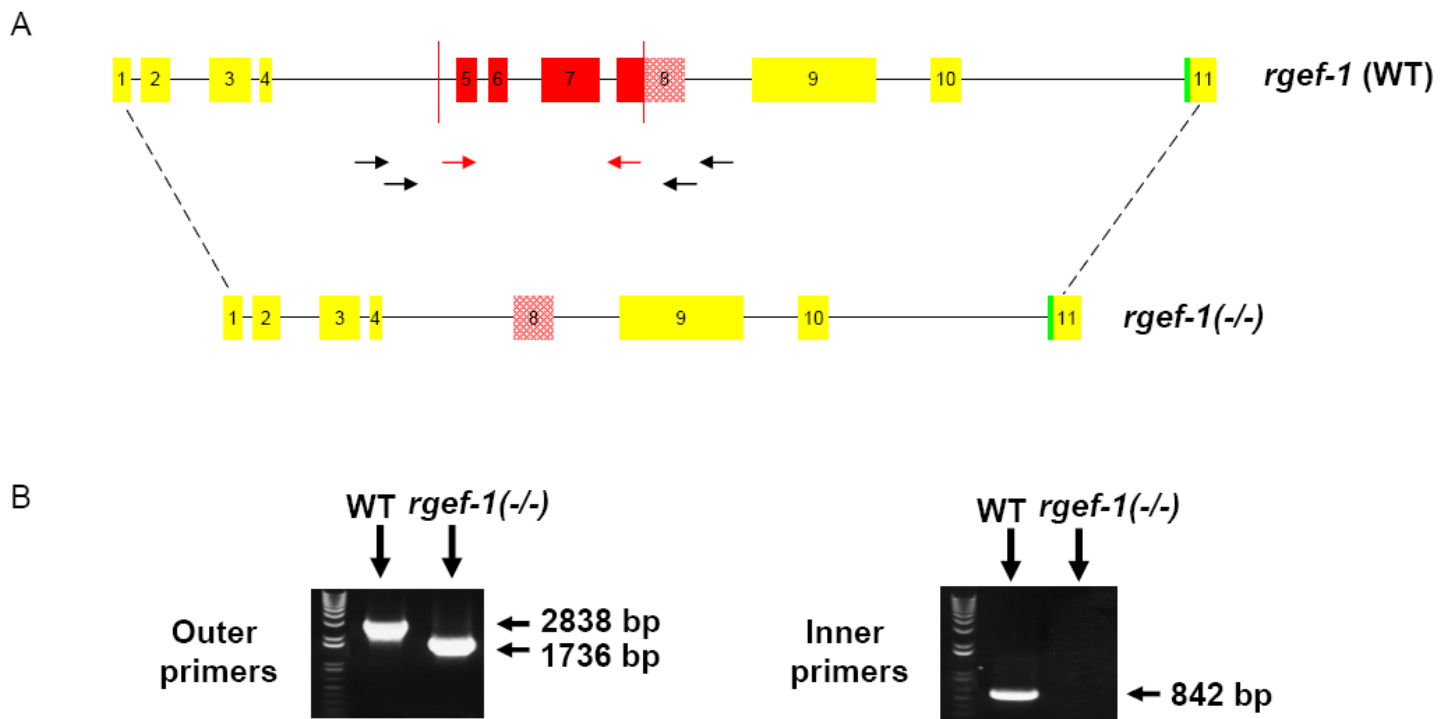 A
1 2 3 4 5 6 7 8 9 10 11 rgef-1 (WT)
1 2 3 4 8 9 10 11 rgef-1(-/-)
B
WT rgef-1(-/-)
Outer
primers
2838 bp
1736 bp
WT rgef-1(-/-)
Inner
primers
842 bp